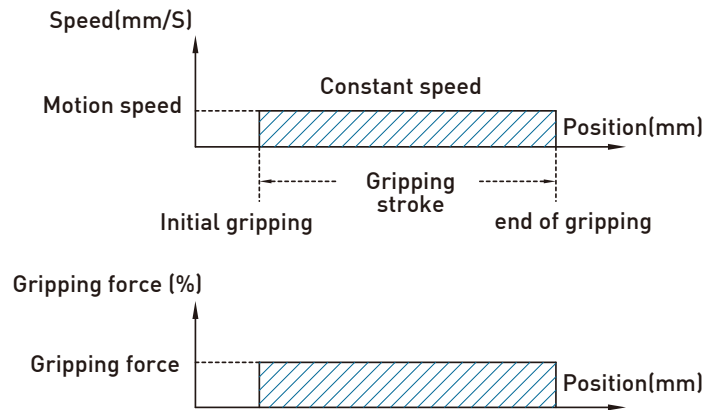 Speed(mm/S)
Constant speed
Motion speed
Position(mm)
Gripping
stroke
Initial gripping
end of gripping
Gripping force (%)
Gripping force
Position(mm)